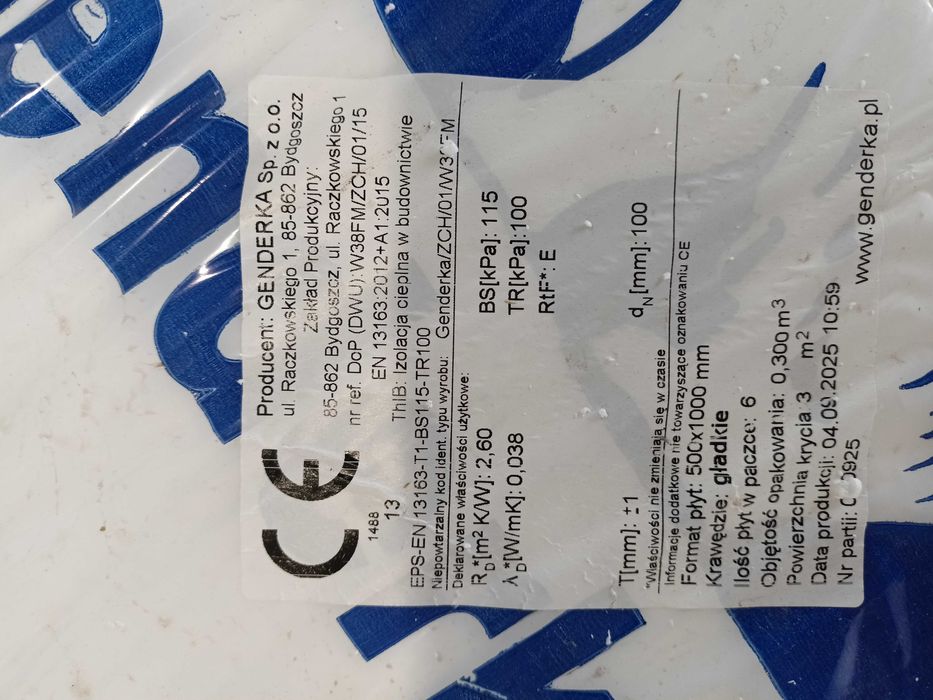 Producent: GENDERKA Sp. z o.o.
ul. Raczkowskiego 1, 85-862 Bydgoszcz
Zakład Produkcyjny:
85-862 Bydgoszcz, ul. Raczkowskiego 1
nr ref. DoP (DWU): W38FM/ZCH/01/15
CE
1488
13
EN 13163:2012+A1:2015
ThIB: Izolacja cieplna w budownictwie
EPS-EN 13163-T1-BS115-TR100
Niepowtarzalny kod ident. typu wyrobu: Genderka/ZCH/01/W38FM
Deklarowane właściwości użytkowe:
R_D*[m² K/W]: 2,60 BS[kPa]: 115
λ_D*[W/mK]: 0,038 TR[kPa]:100
RtF*: E
T[mm]: ±1 d_N[mm]: 100
*Właściwości nie zmieniają się w czasie
Informacje dodatkowe nie towarzyszące oznakowaniu CE
Format płyt: 500x1000 mm
Krawędzie: gładkie
Ilość płyt w paczce: 6
Objętość opakowania: 0,300 m³
Powierzchnia krycia 3 m²
Data produkcji: 04.09.2025 10:59
Nr partii:
www.genderka.pl